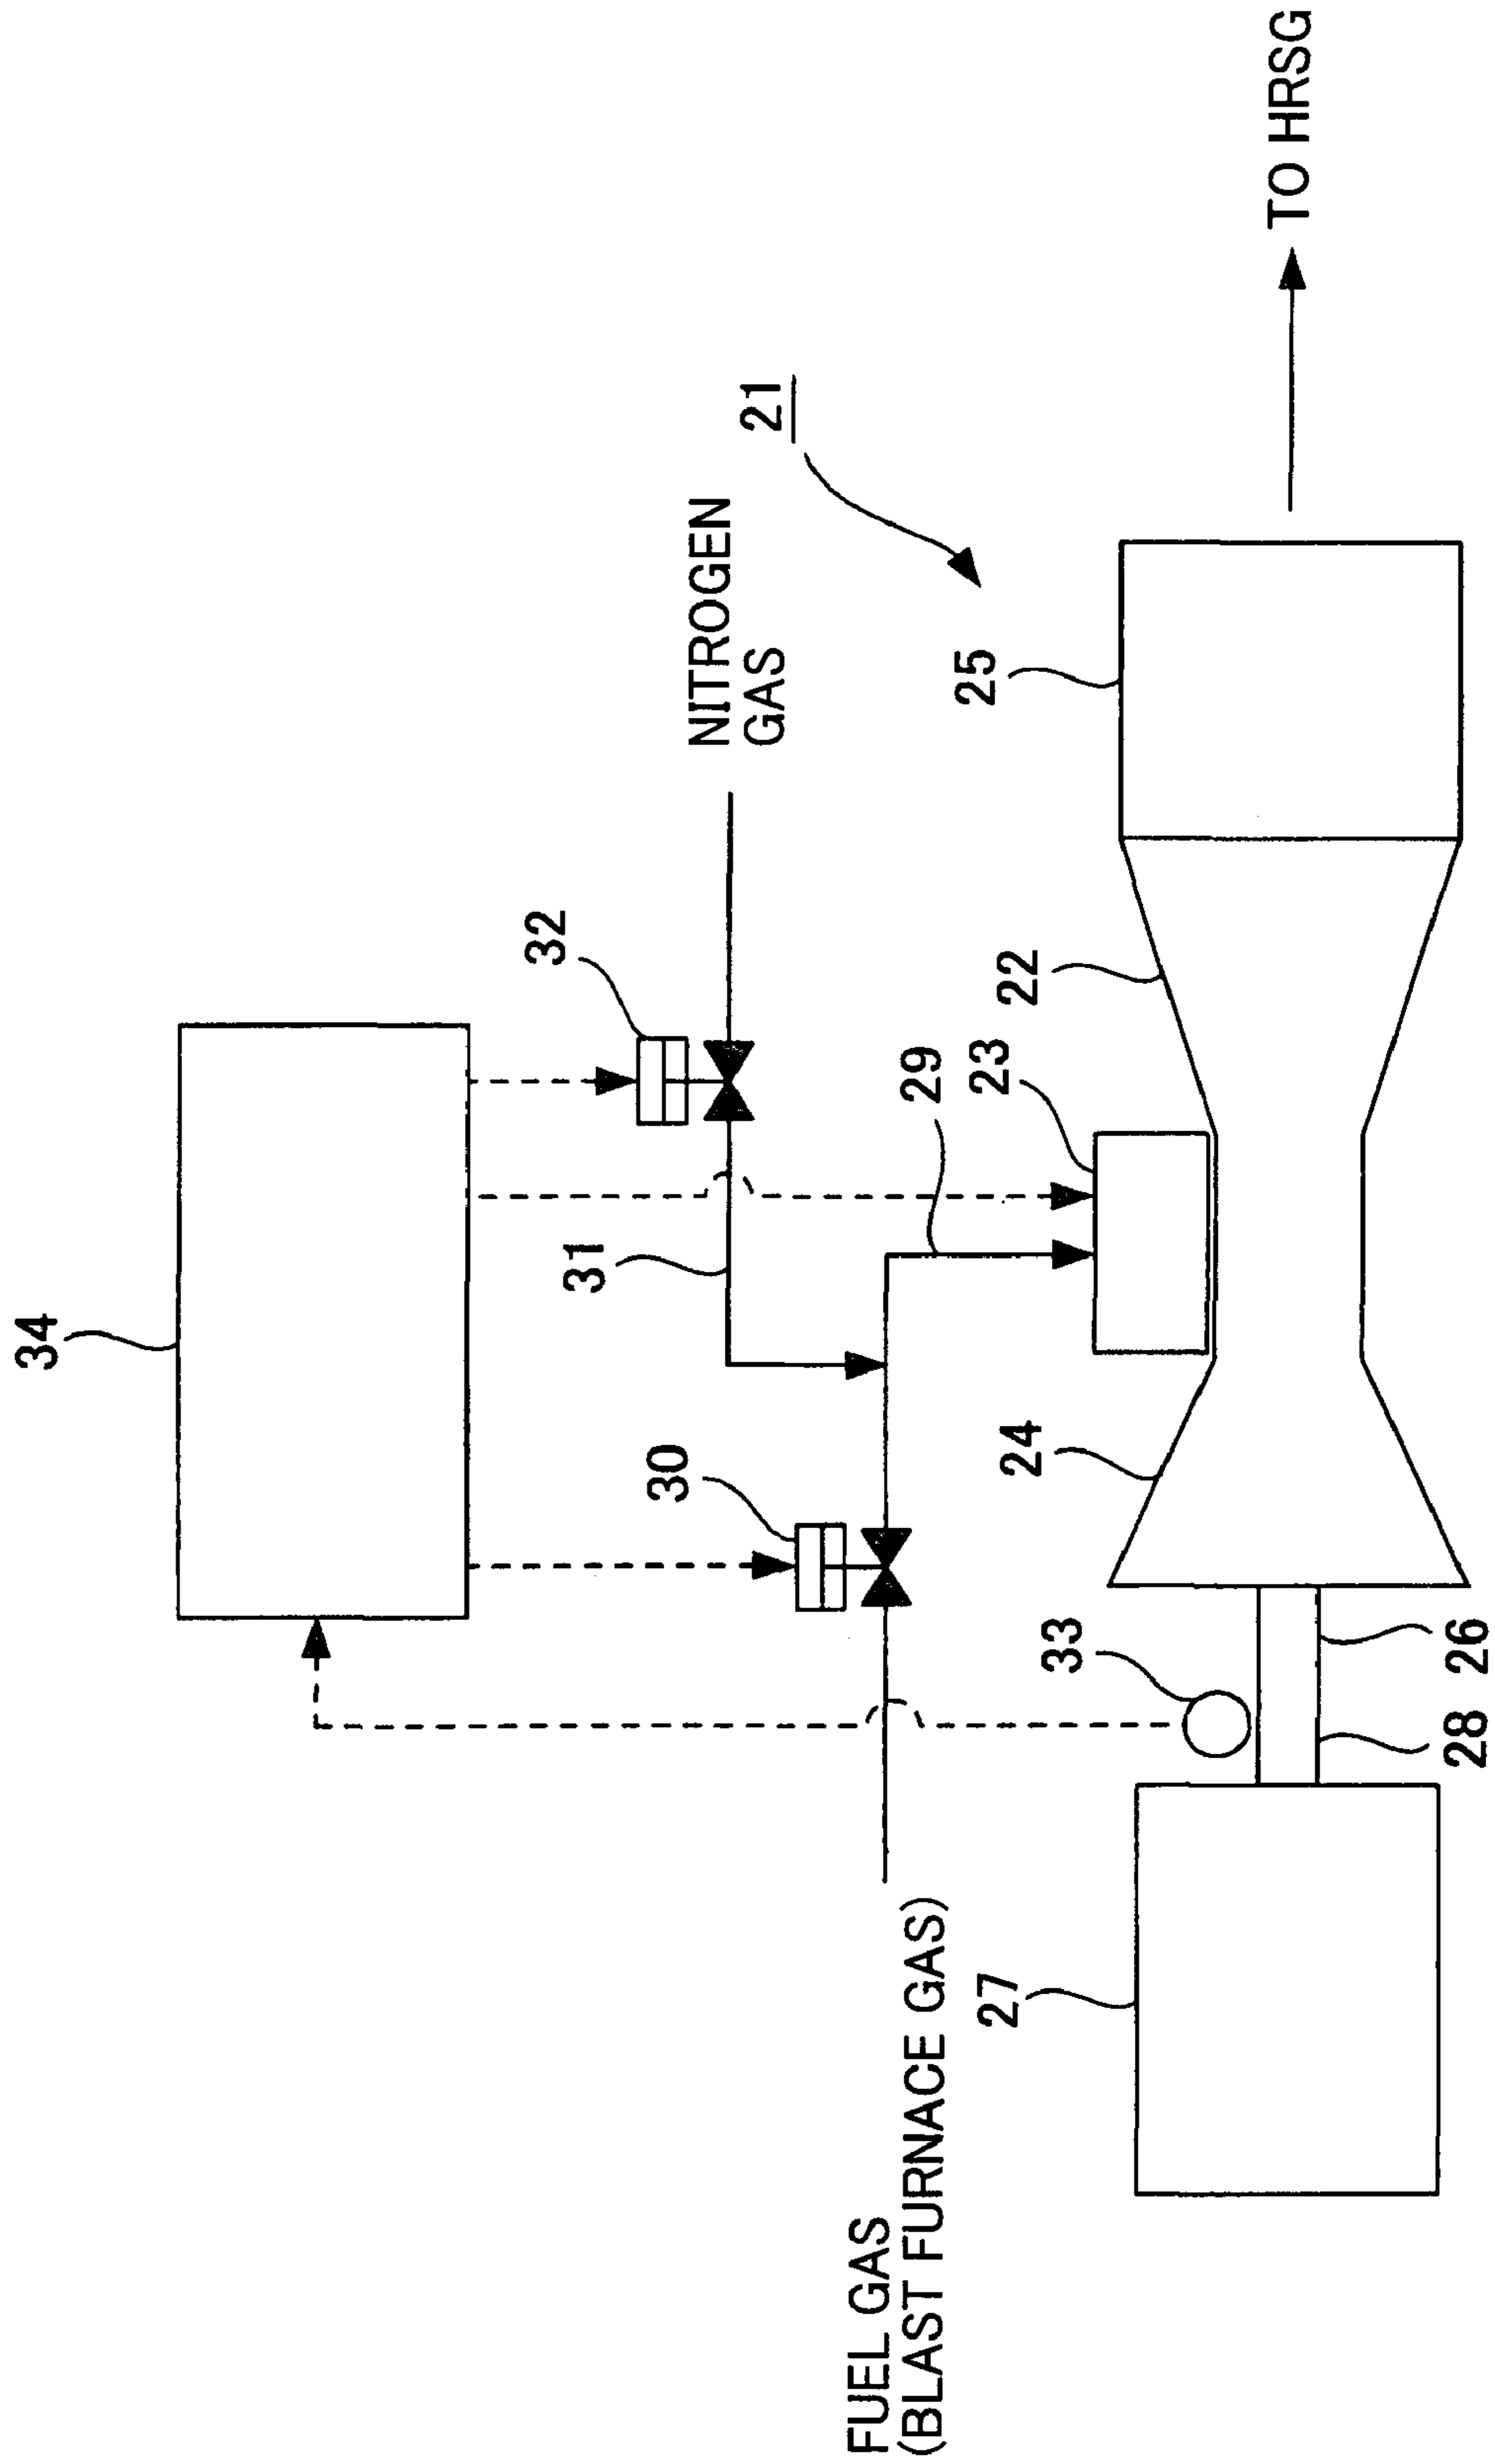 34
32
NITROGEN
GAS
21
31
30
29
23
22
25
TO HRSG
24
33
26
28
27
FUEL GAS
(BLAST FURNACE GAS)